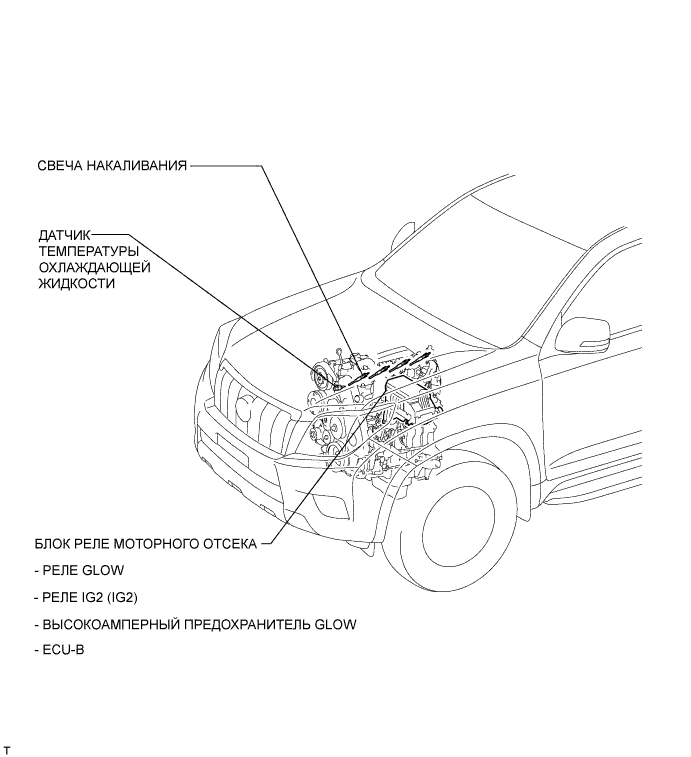 СВЕЧА НАКАЛИВАНИЯ
ДАТЧИК
ТЕМПЕРАТУРЫ
ОХЛАЖДАЮЩЕЙ
ЖИДКОСТИ
БЛОК РЕЛЕ МОТОРНОГО ОТСЕКА
- РЕЛЕ GLOW
- РЕЛЕ IG2 (IG2)
- ВЫСОКОАМПЕРНЫЙ ПРЕДОХРАНИТЕЛЬ GLOW
- ECU-B
T